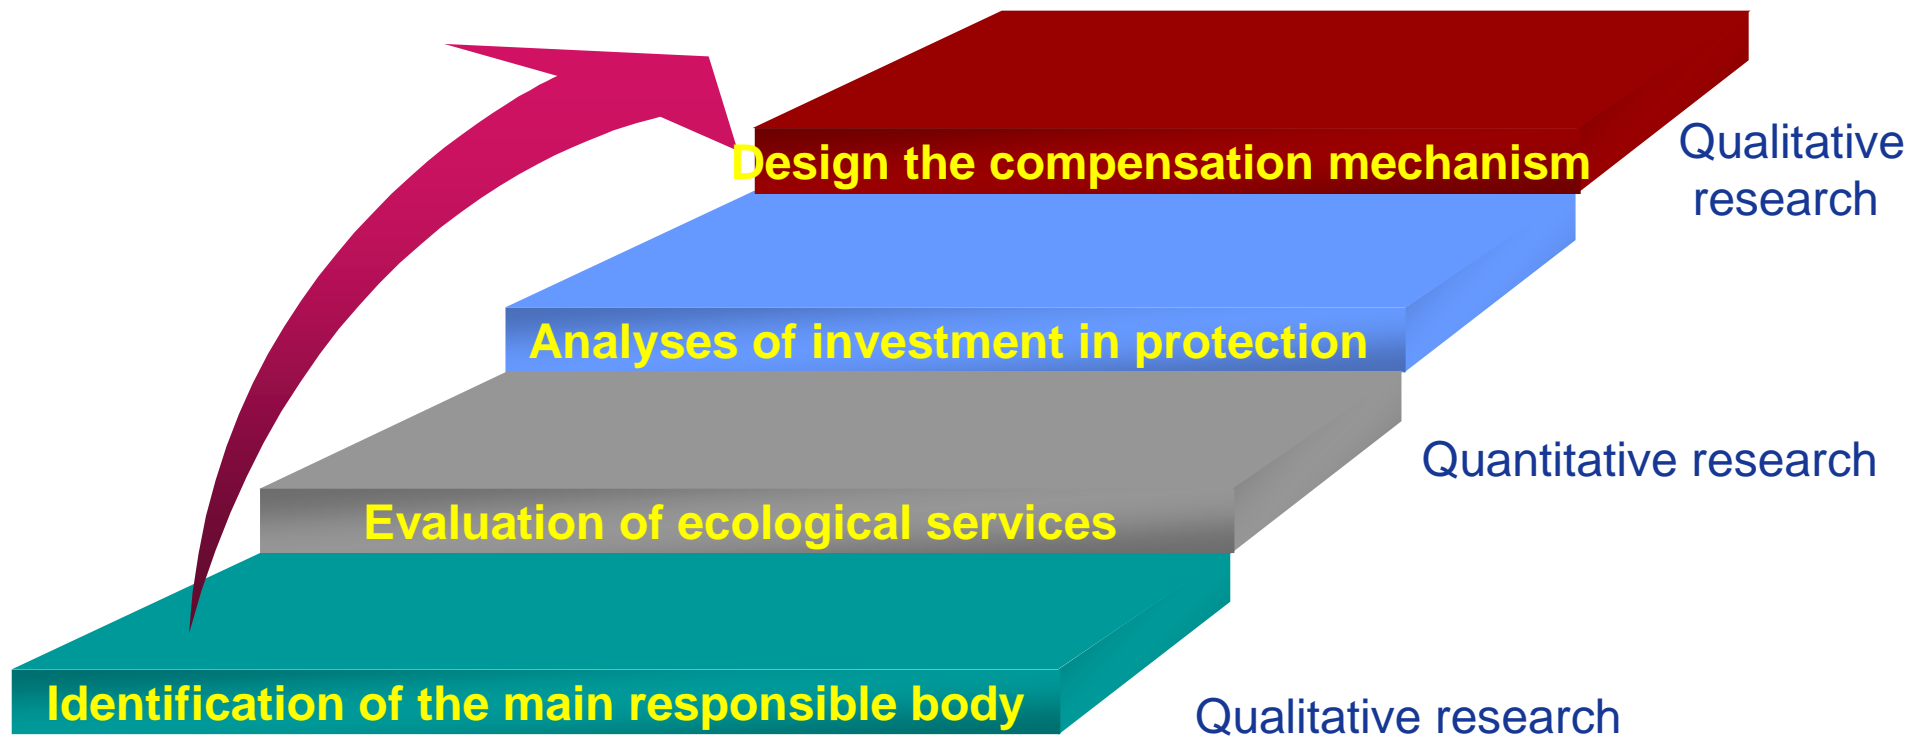 Design the compensation mechanism
Qualitative
research
Analyses of investment in protection
Quantitative research
Evaluation of ecological services
Identification of the main responsible body
Qualitative research